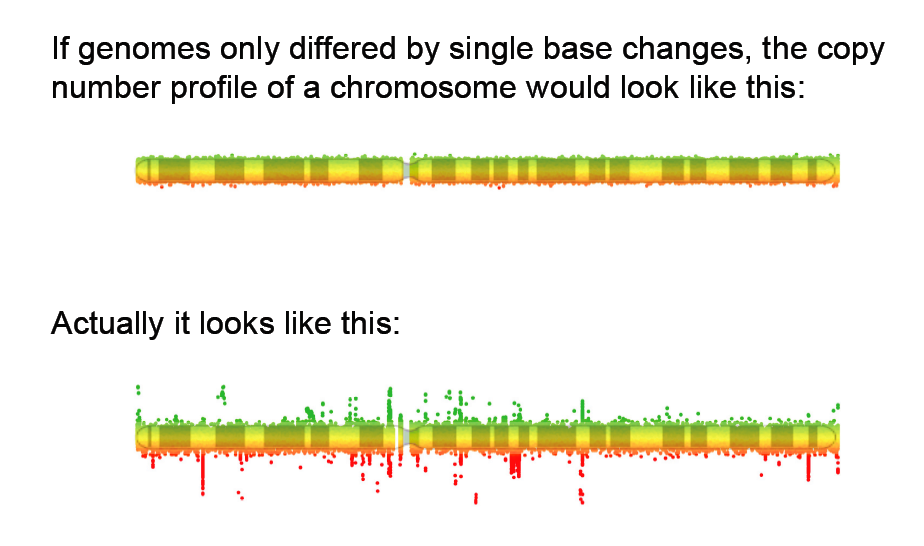 If genomes only differed by single base changes, the copy
number profile of a chromosome would look like this:
Actually it looks like this: